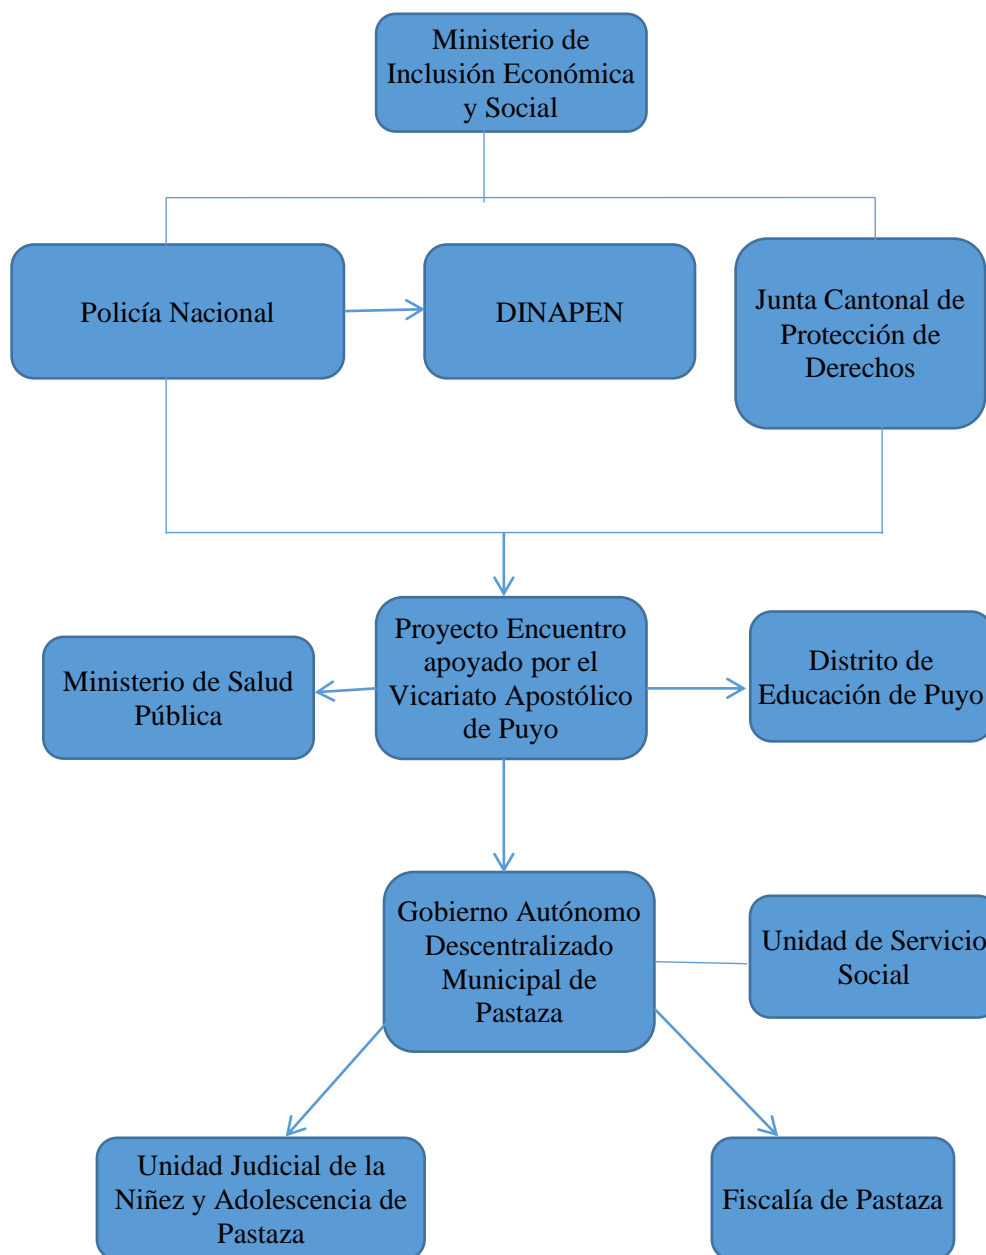 Ministerio de
Inclusión Económica
y Social
Policía Nacional
DINAPEN
Junta Cantonal de
Protección de
Derechos
Proyecto Encuentro
apoyado por el
Vicariato Apostólico
de Puyo
Ministerio de Salud
Pública
Distrito de
Educación de Puyo
Gobierno Autónomo
Descentralizado
Municipal de
Pastaza
Unidad de Servicio
Social
Unidad Judicial de la
Niñez y Adolescencia de
Pastaza
Fiscalía de Pastaza